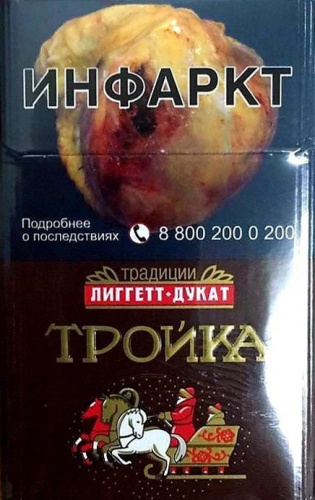 ИНФАРКТ
Подробнее
о последствиях 8 800 200 0 200
традиции
ЛИГГЕТТ·ДУКАТ
ТРОЙКА